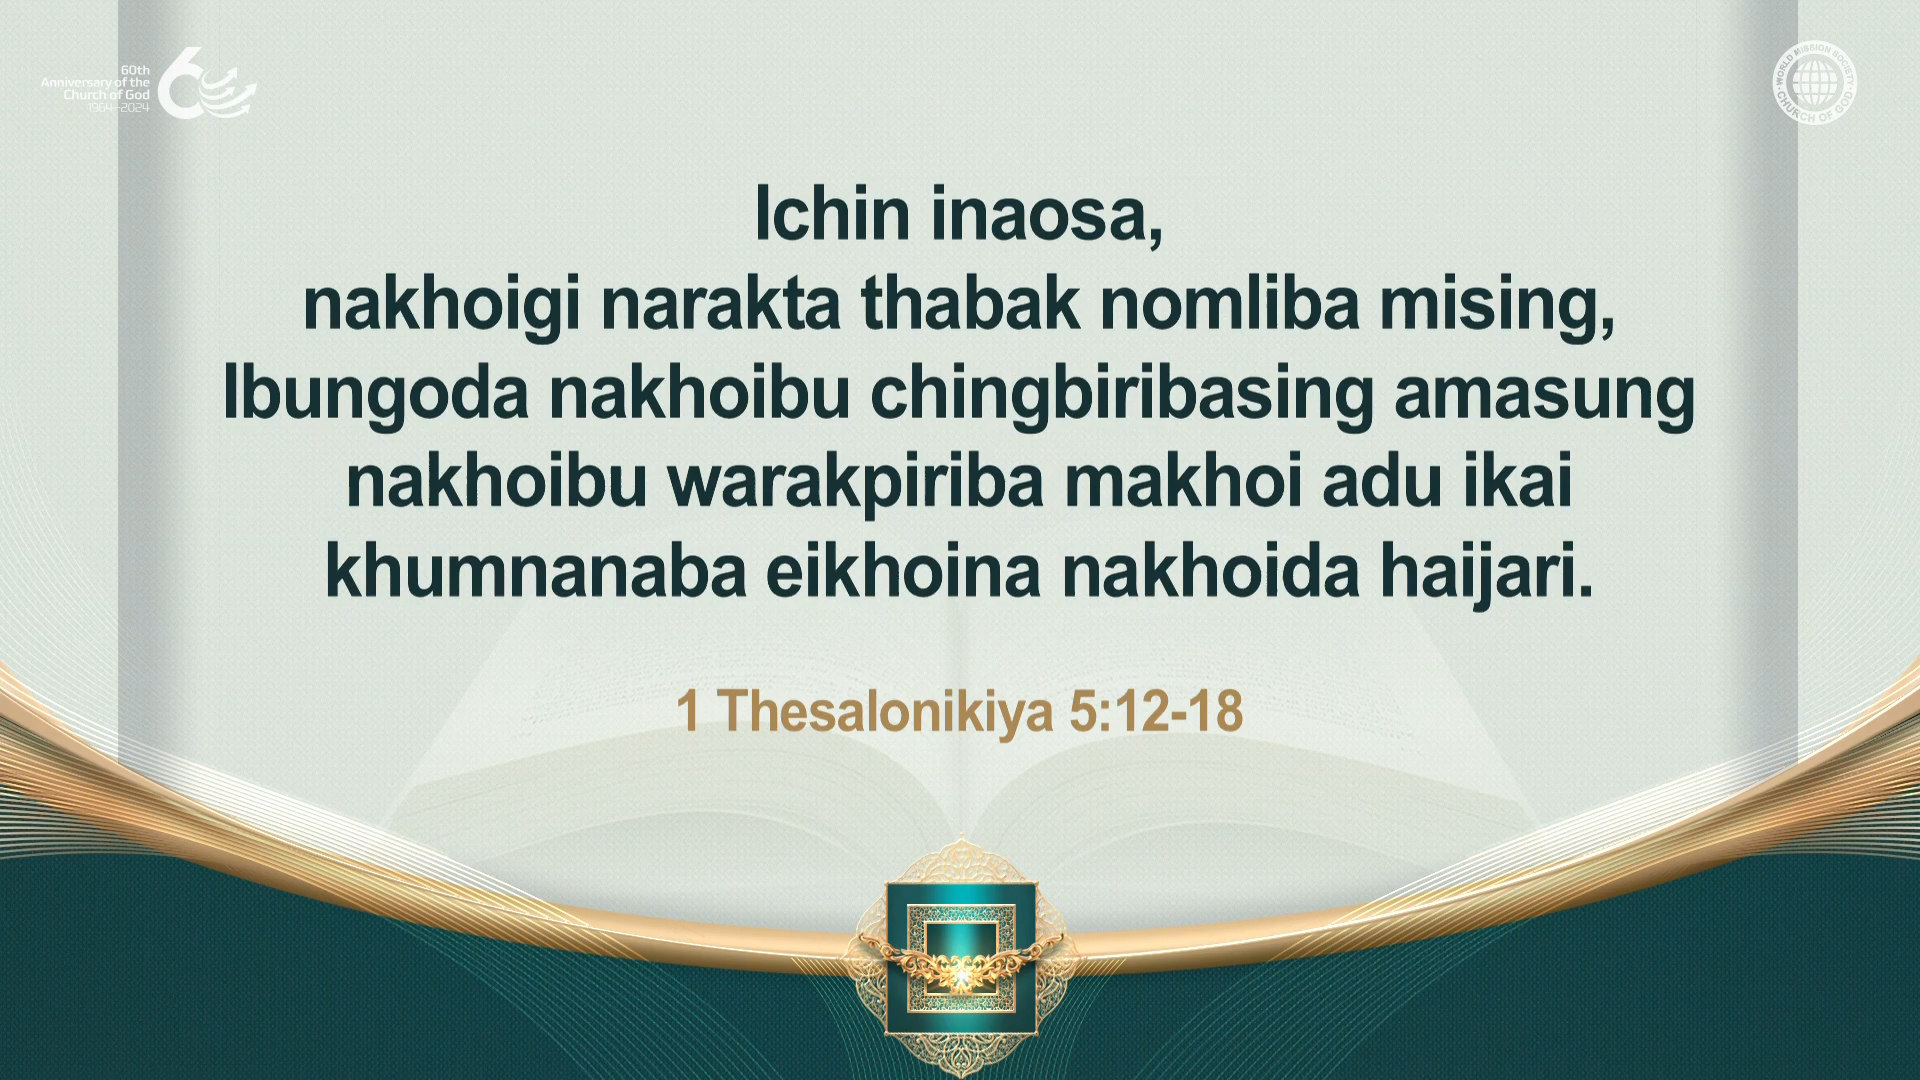 60th
Anniversary of the
Church of God
1964–2024
60
WORLD MISSION SOCIETY
CHURCH OF GOD
Ichin inaosa,
nakhoigi narakta thabak nomliba mising,
Ibungoda nakhoibu chingbiribasing amasung
nakhoibu warakpiriba makhoi adu ikai
khumnanaba eikhoina nakhoida haijari.
1 Thesalonikiya 5:12-18